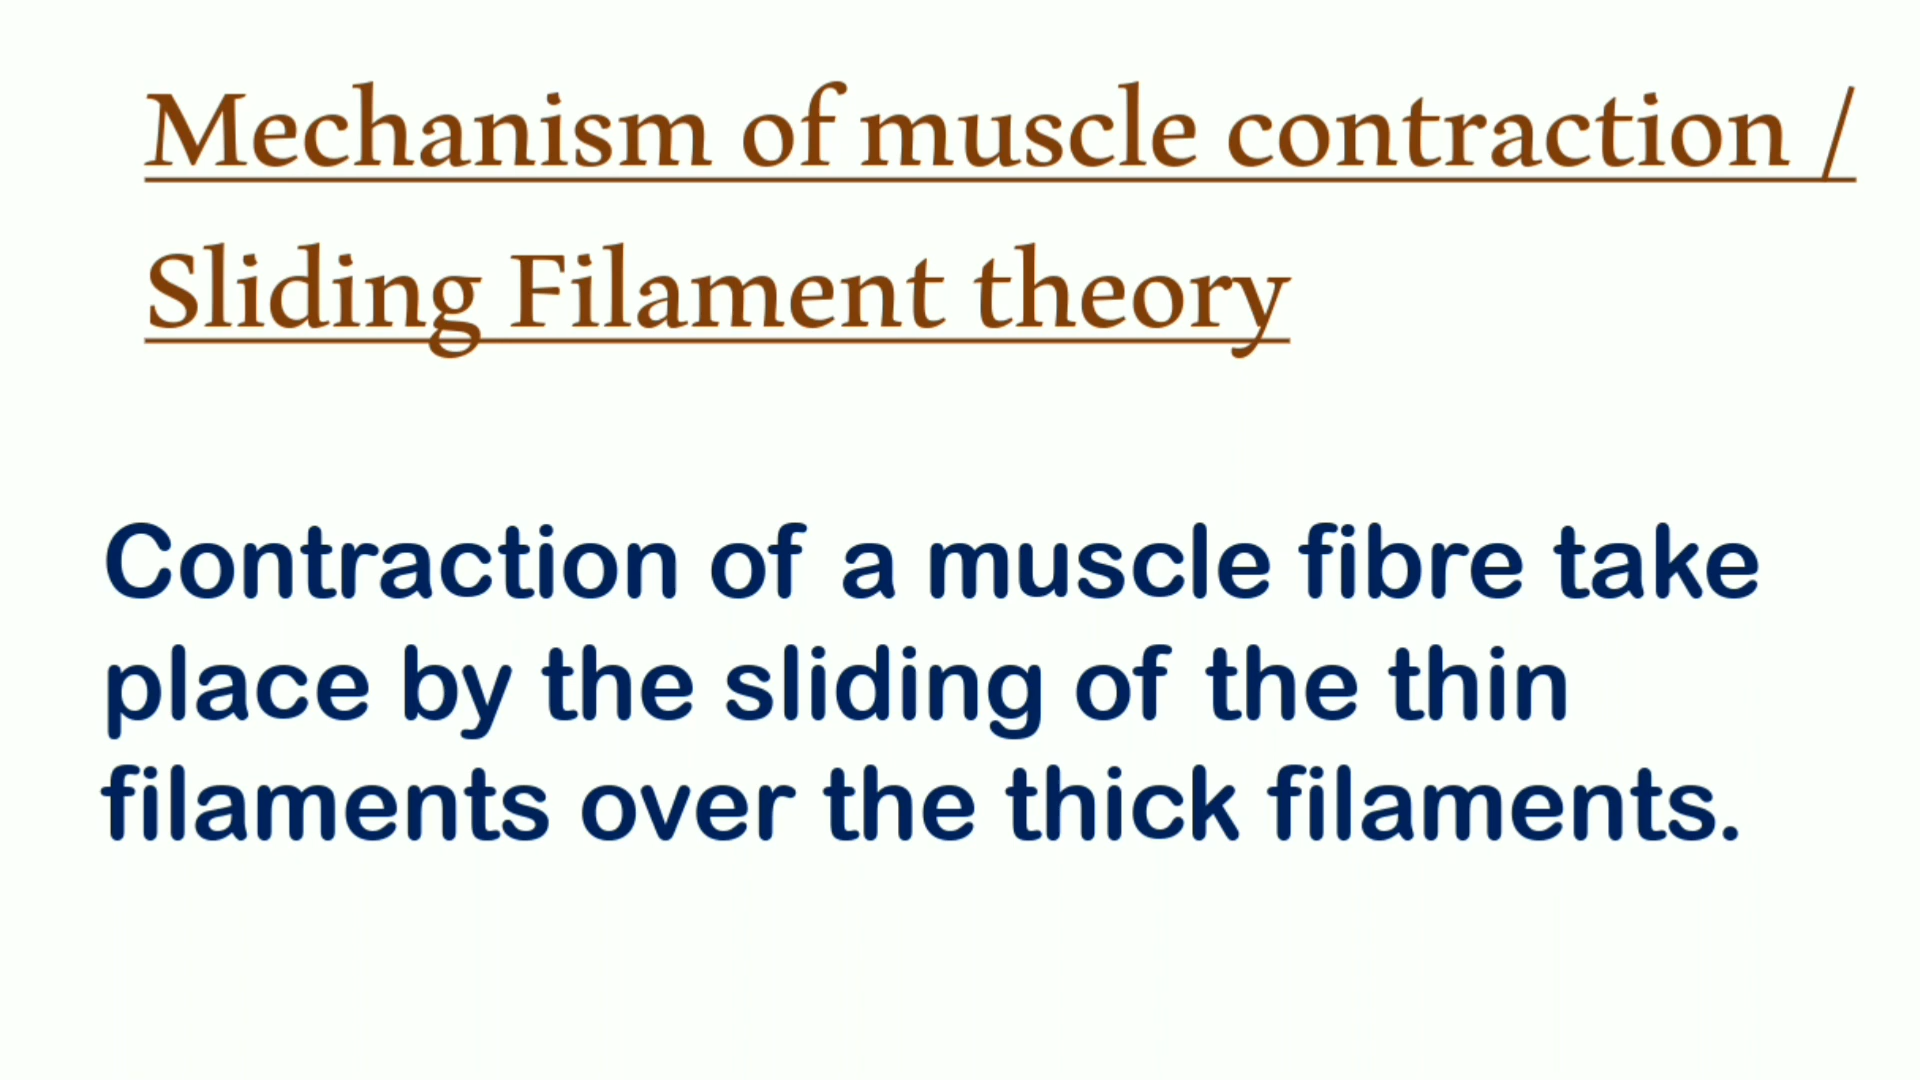 Mechanism of muscle contraction /
Sliding Filament theory
Contraction of a muscle fibre take
place by the sliding of the thin
filaments over the thick filaments.